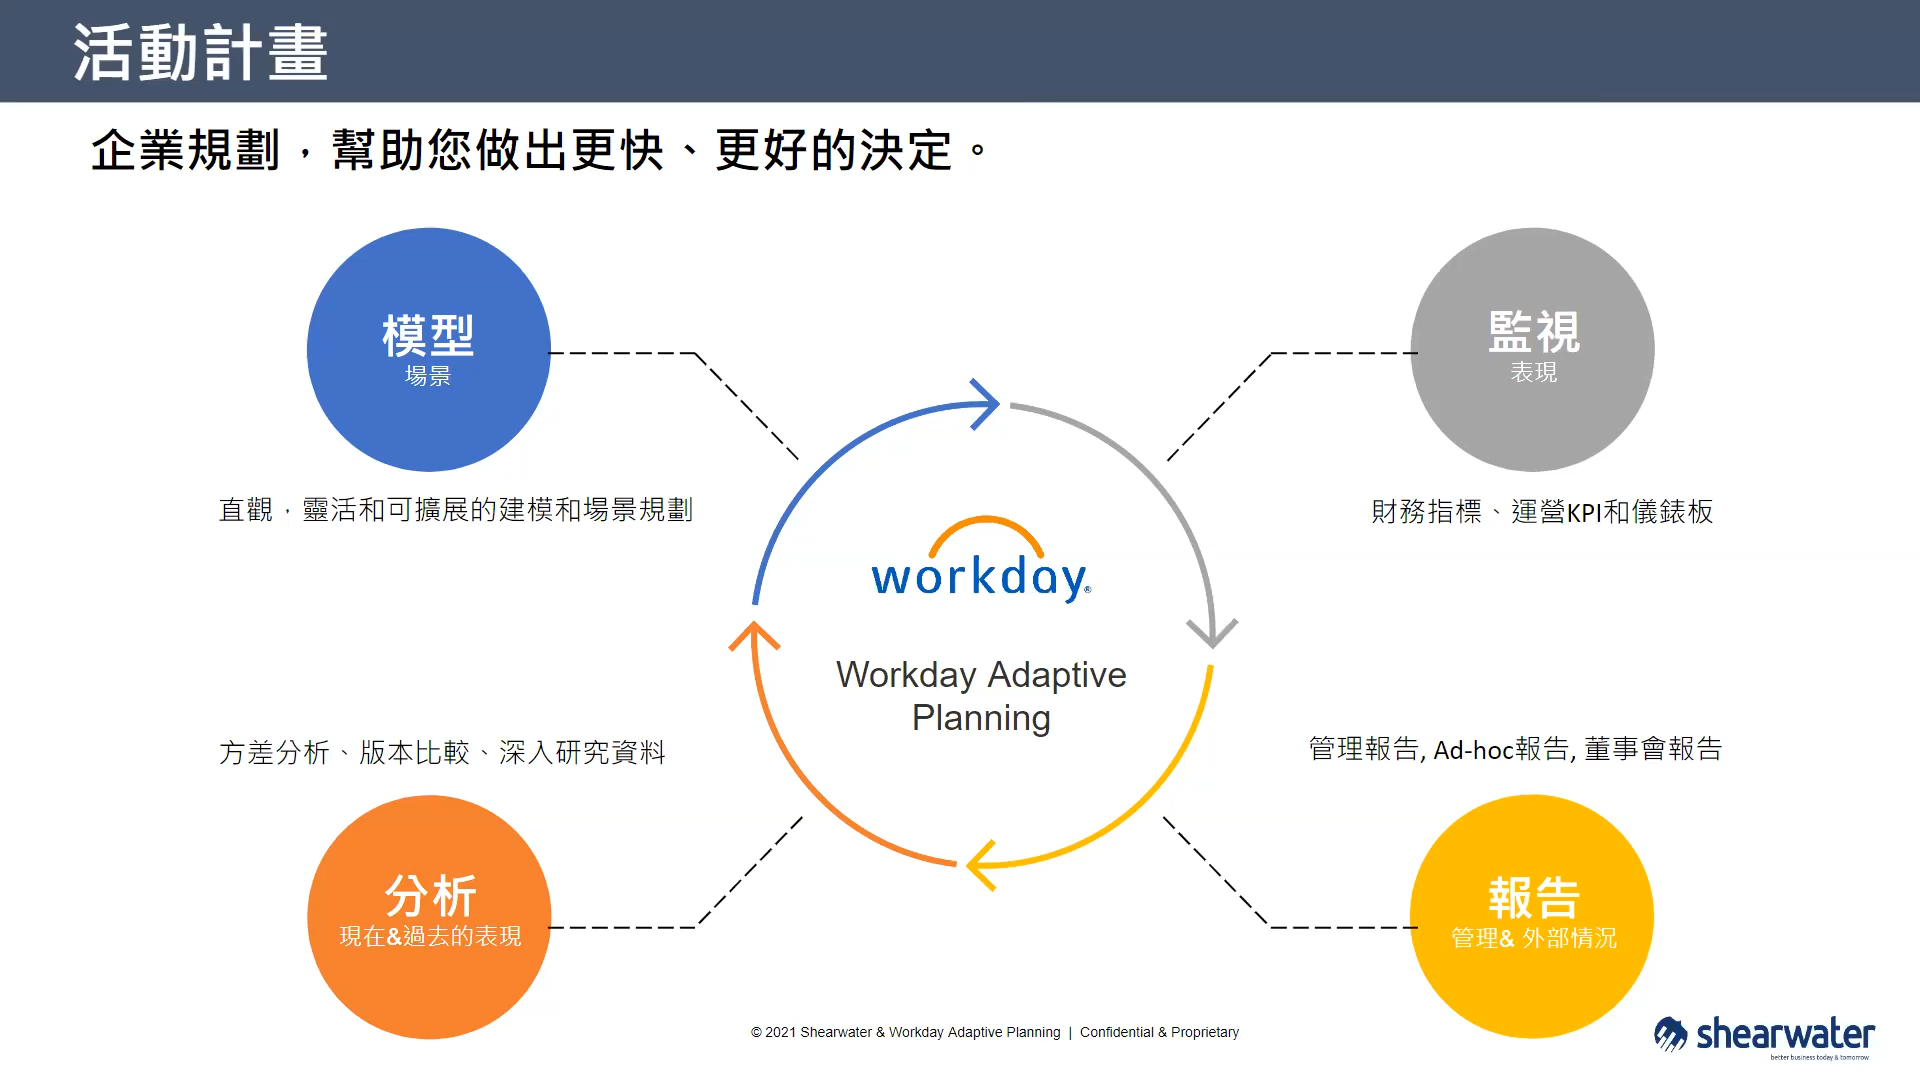 活動計畫
企業規劃，幫助您做出更快、更好的決定。
模型
場景
直觀，靈活和可擴展的建模和場景規劃
監視
表現
財務指標、運營KPI和儀錶板
workday®
Workday Adaptive
Planning
方差分析、版本比較、深入研究資料
分析
現在&過去的表現
管理報告, Ad-hoc報告, 董事會報告
報告
管理& 外部情況
© 2021 Shearwater & Workday Adaptive Planning | Confidential & Proprietary
shearwater
better business today & tomorrow